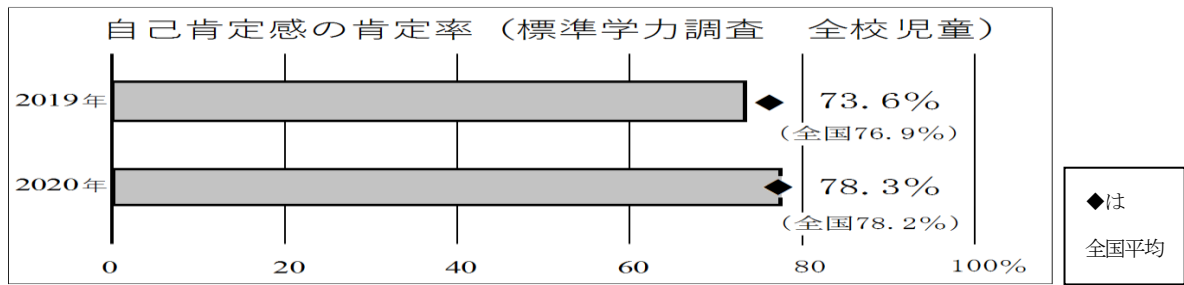 自己肯定感の肯定率（標準学力調査　全校児童）
2019年
73.6%
(全国76.9%)
2020年
78.3%
(全国78.2%)
0 20 40 60 80 100%
◆は
全国平均